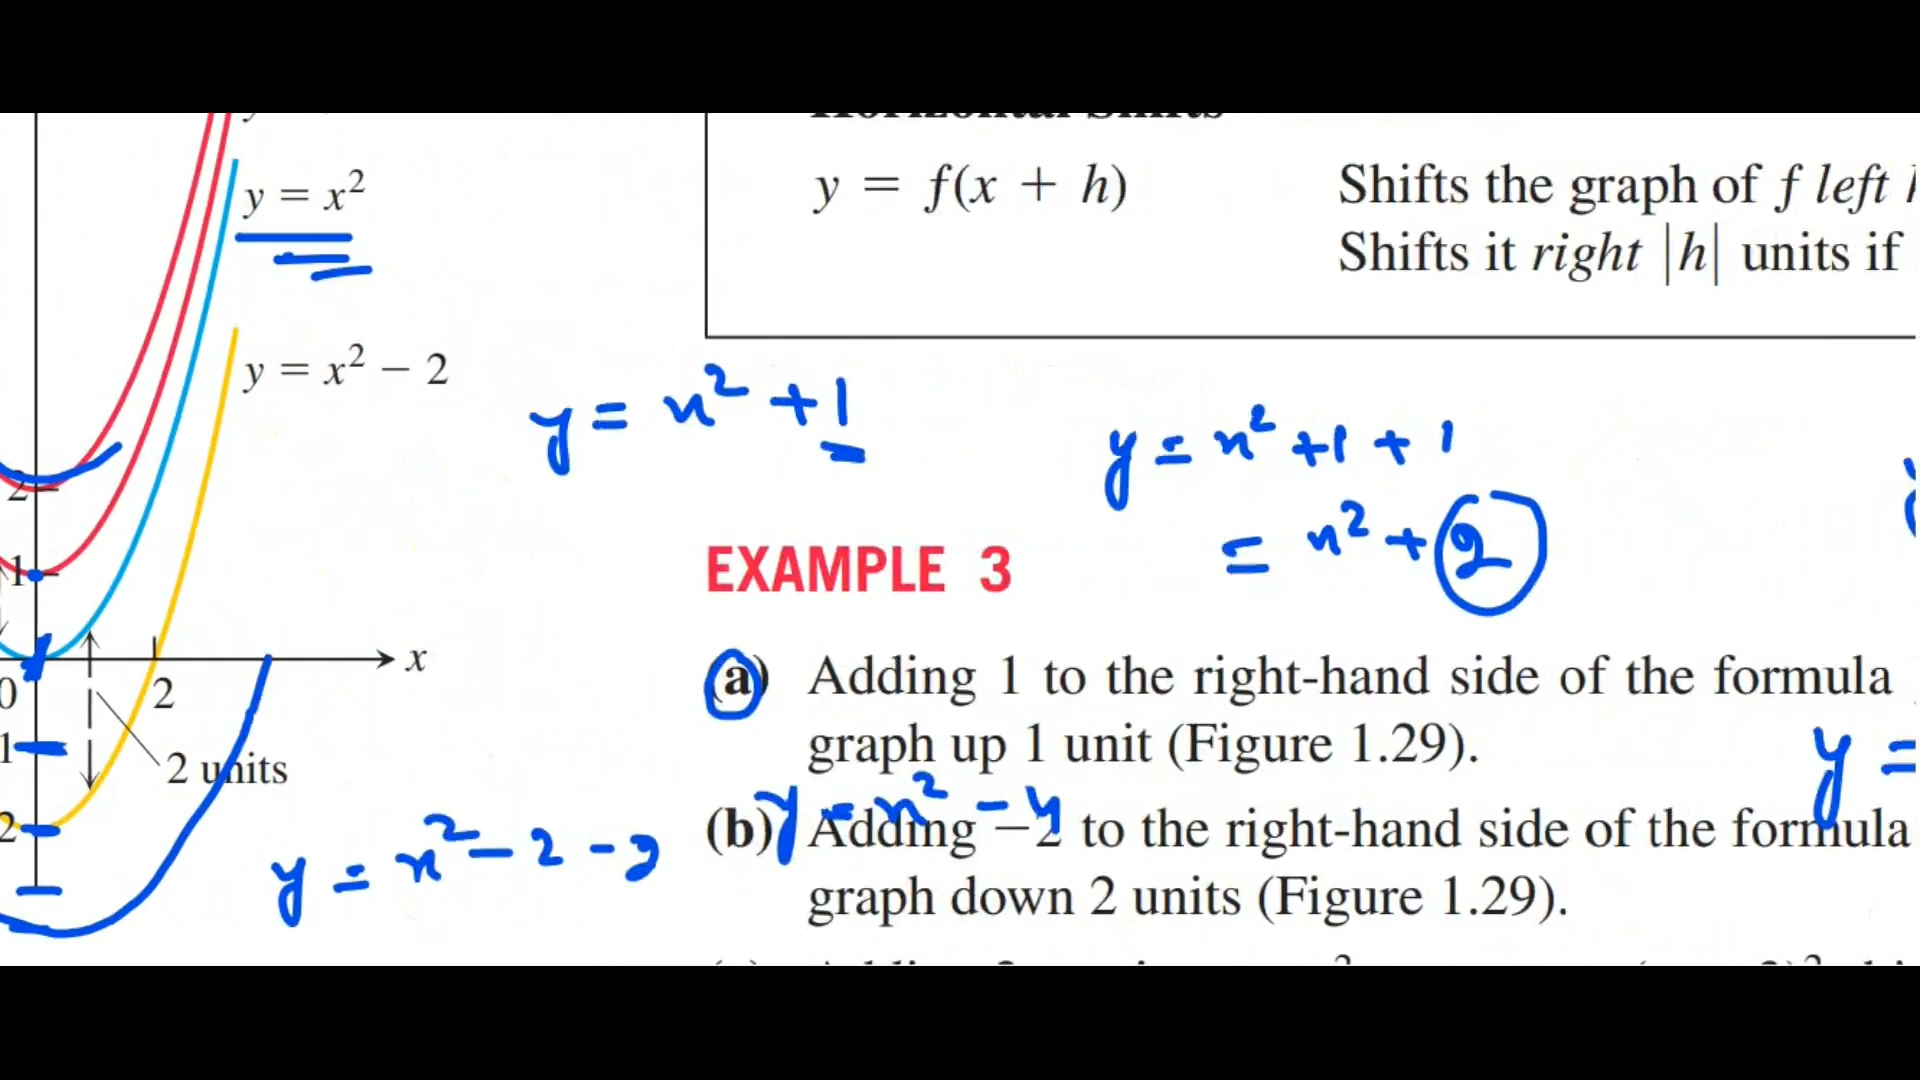 y = x²
y = x² − 2
2
1
0
2
x
1
2 units
2
y = f(x + h)
Shifts the graph of f left
Shifts it right |h| units if
y = x² + 1
y = x² + 1 + 1
= x² + 2
EXAMPLE 3
(a) Adding 1 to the right-hand side of the formula
graph up 1 unit (Figure 1.29).
y =
y = x² − 4
(b) Adding −2 to the right-hand side of the formula
graph down 2 units (Figure 1.29).
y = x² − 2 − 2